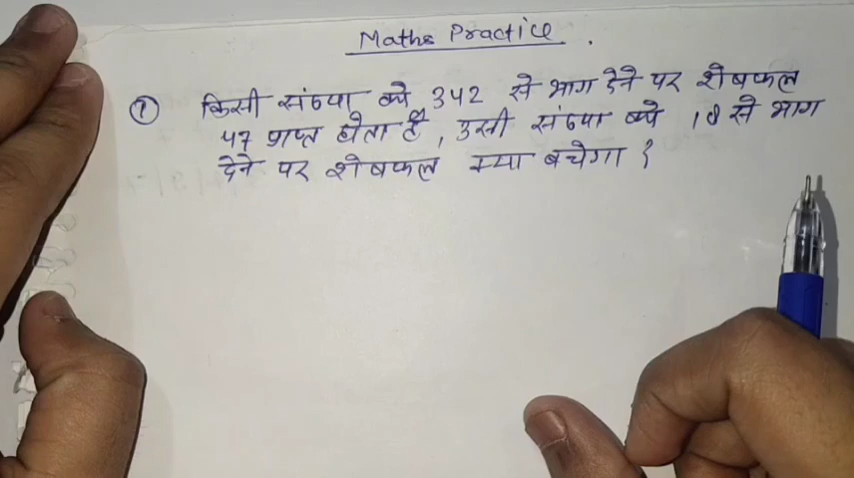 Maths Practice.
① किसी संख्या को 342 से भाग देने पर शेषफल
47 प्राप्त होता है, उसी संख्या को 18 से भाग
देने पर शेषफल क्या बचेगा ?